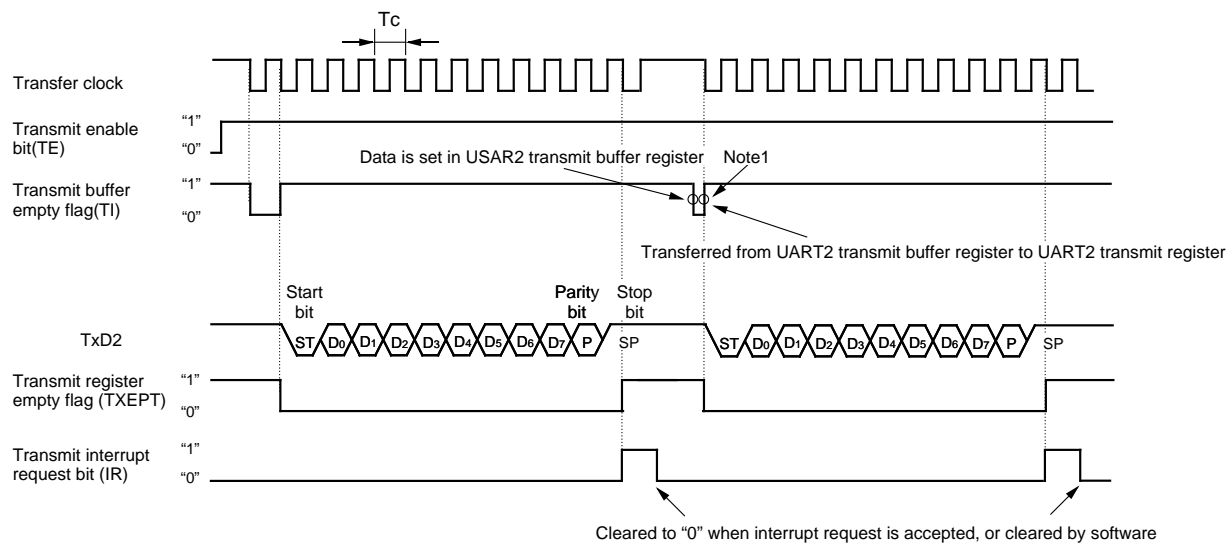 Tc
Transfer clock
Transmit enable
bit(TE)
“1”
“0”
Data is set in USAR2 transmit buffer register
Note1
Transmit buffer
empty flag(TI)
“1”
“0”
Transferred from UART2 transmit buffer register to UART2 transmit register
Start
bit
Parity
bit
Stop
bit
TxD2
ST D0 D1 D2 D3 D4 D5 D6 D7 P SP
ST D0 D1 D2 D3 D4 D5 D6 D7 P SP
Transmit register
empty flag (TXEPT)
“1”
“0”
Transmit interrupt
request bit (IR)
“1”
“0”
Cleared to “0” when interrupt request is accepted, or cleared by software